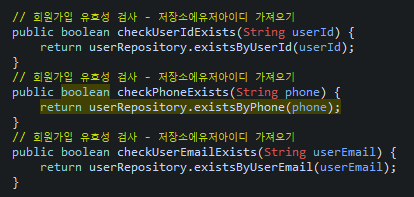 // 회원가입 유효성 검사 - 저장소에유저아이디 가져오기
public boolean checkUserIdExists(String userId) {
return userRepository.existsByUserId(userId);
}
// 회원가입 유효성 검사 - 저장소에유저아이디 가져오기
public boolean checkPhoneExists(String phone) {
return userRepository.existsByPhone(phone);
}
// 회원가입 유효성 검사 - 저장소에유저아이디 가져오기
public boolean checkUserEmailExists(String userEmail) {
return userRepository.existsByUserEmail(userEmail);
}